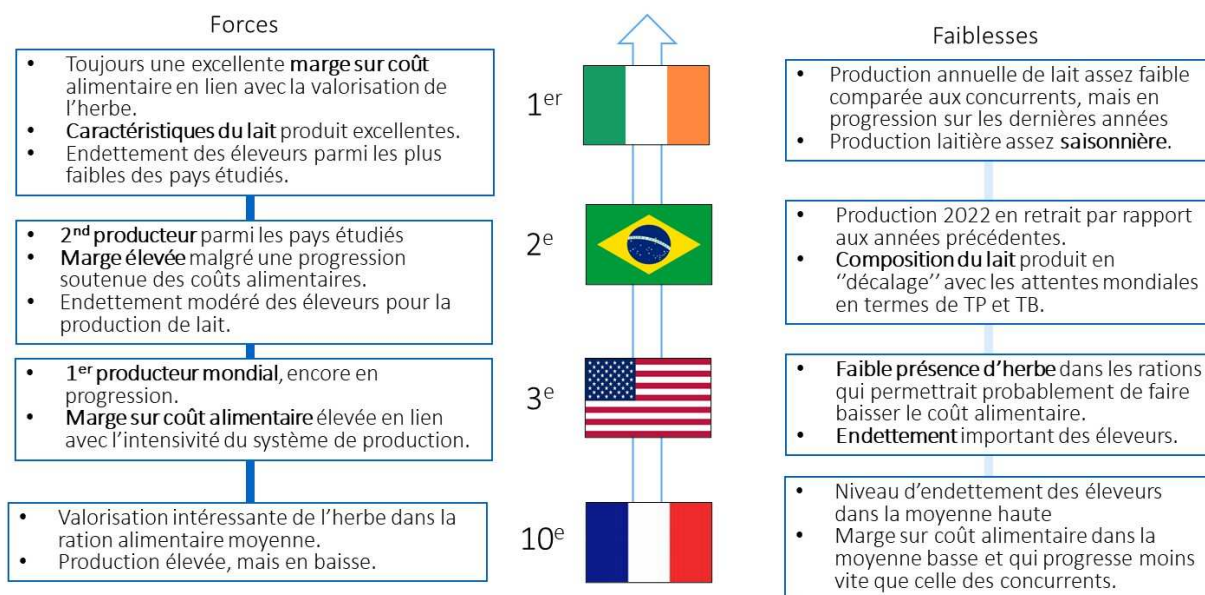 Forces
• Toujours une excellente marge sur coût
alimentaire en lien avec la valorisation de
l’herbe.
• Caractéristiques du lait produit excellentes.
• Endettement des éleveurs parmi les plus
faibles des pays étudiés.
1er
Faiblesses
• Production annuelle de lait assez faible
comparée aux concurrents, mais en
progression sur les dernières années
• Production laitière assez saisonnière.
• 2nd producteur parmi les pays étudiés
• Marge élevée malgré une progression
soutenue des coûts alimentaires.
• Endettement modéré des éleveurs pour la
production de lait.
2e
• Production 2022 en retrait par rapport
aux années précédentes.
• Composition du lait produit en
‘’décalage’’ avec les attentes mondiales
en termes de TP et TB.
• 1er producteur mondial, encore en
progression.
• Marge sur coût alimentaire élevée en lien
avec l’intensivité du système de production.
3e
• Faible présence d’herbe dans les rations
qui permettrait probablement de faire
baisser le coût alimentaire.
• Endettement important des éleveurs.
• Valorisation intéressante de l’herbe dans la
ration alimentaire moyenne.
• Production élevée, mais en baisse.
10e
• Niveau d’endettement des éleveurs
dans la moyenne haute
• Marge sur coût alimentaire dans la
moyenne basse et qui progresse moins
vite que celle des concurrents.